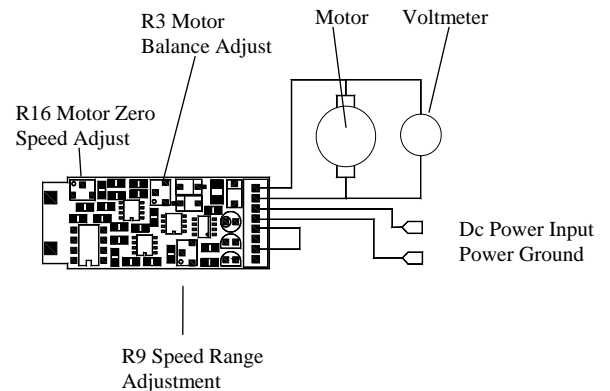 R3 Motor
Balance Adjust
Motor
Voltmeter
R16 Motor Zero
Speed Adjust
Dc Power Input
Power Ground
R9 Speed Range
Adjustment